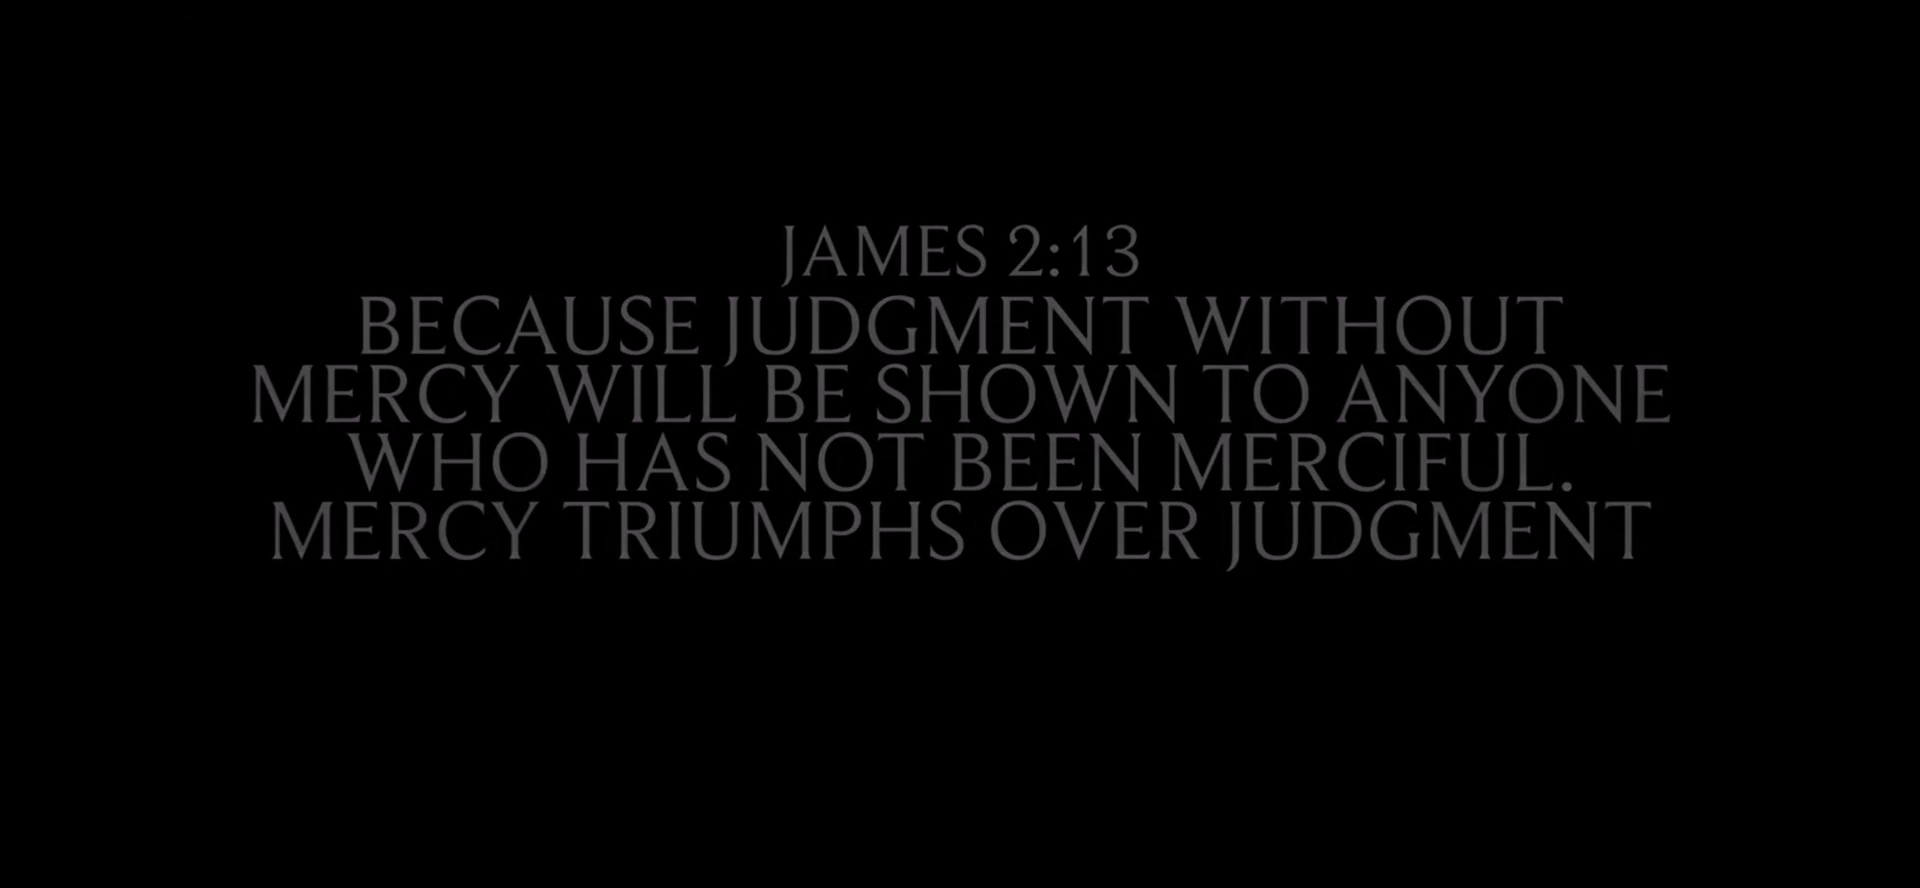 JAMES 2:13
BECAUSE JUDGMENT WITHOUT
MERCY WILL BE SHOWN TO ANYONE
WHO HAS NOT BEEN MERCIFUL.
MERCY TRIUMPHS OVER JUDGMENT